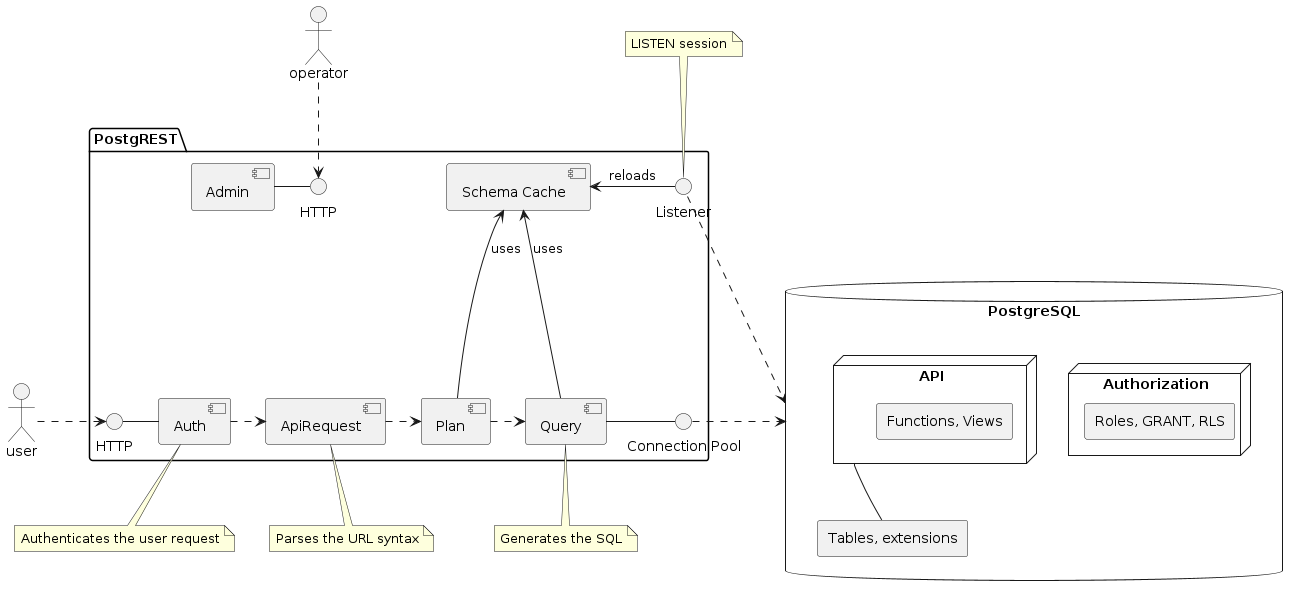 LISTEN session
operator
PostgREST
Admin
HTTP
Schema Cache
reloads
Listener
uses
uses
PostgreSQL
API
Functions, Views
Authorization
Roles, GRANT, RLS
user
HTTP
Auth
ApiRequest
Plan
Query
Connection Pool
Authenticates the user request
Parses the URL syntax
Generates the SQL
Tables, extensions